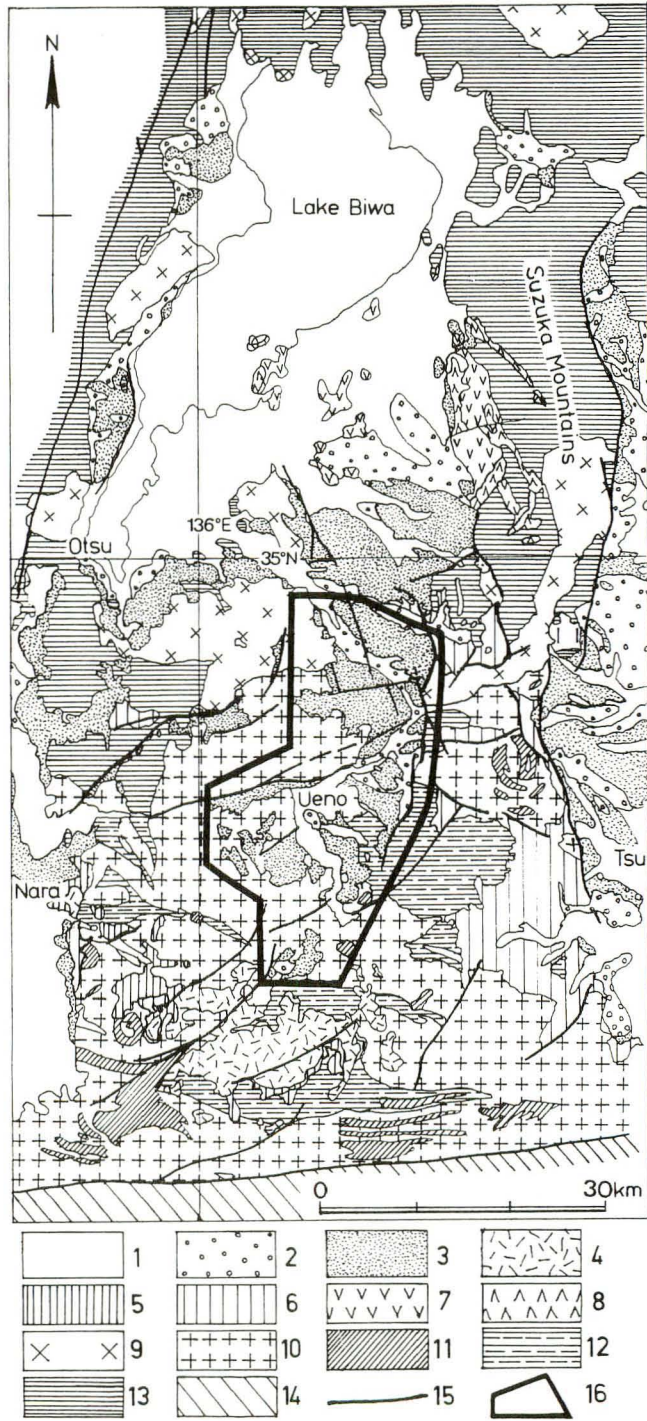 N
Lake Biwa
Suzuka Mountains
136°E
35°N
Otsu
Ueno
Tsu
Nara
0 30km
1 2 3 4
5 6 7 8
9 10 11 12
13 14 15 16